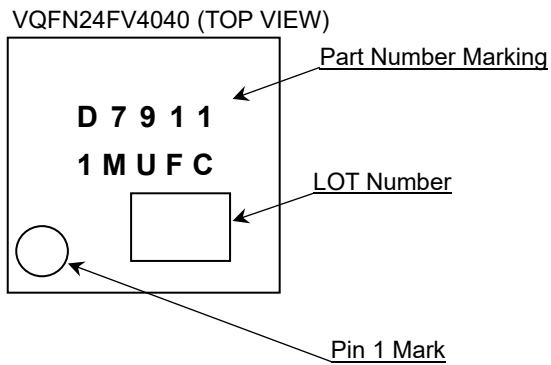 VQFN24FV4040 (TOP VIEW)
Part Number Marking
D 7 9 1 1
1 M U F C
LOT Number
Pin 1 Mark